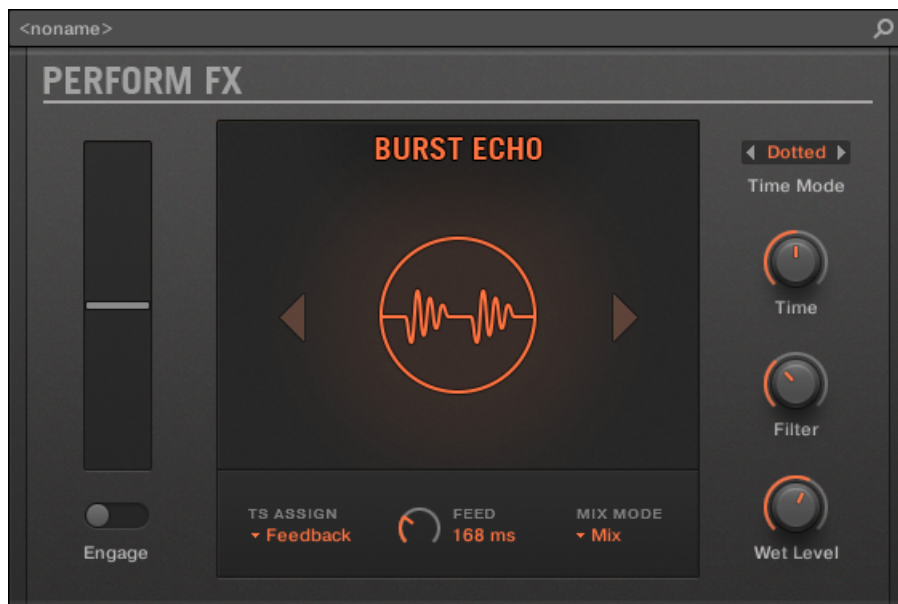 <noname>
PERFORM FX
BURST ECHO
Dotted
Time Mode
Time
Filter
TS ASSIGN
Feedback
FEED
168 ms
MIX MODE
Mix
Wet Level
Engage